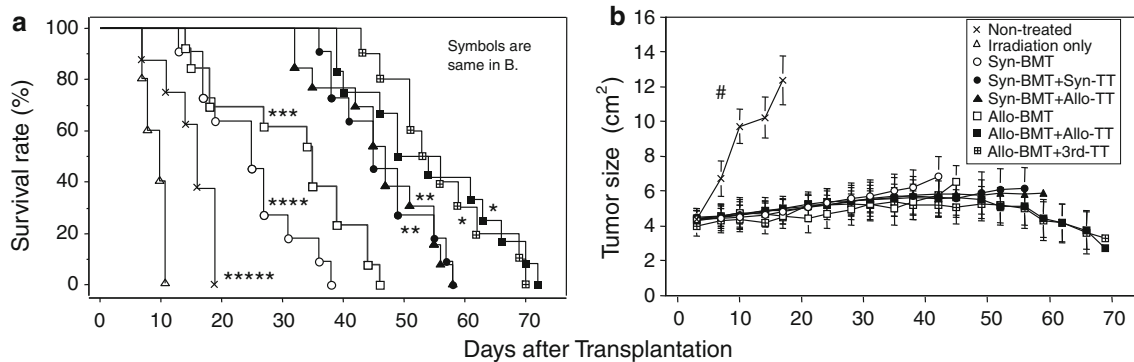 a
100
80
60
40
20
0
Survival rate (%)
Symbols are
same in B.
***
****
*****
**
**
*
*
0 10 20 30 40 50 60 70
b
16
14
12
10
8
6
4
2
0
Tumor size (cm²)
#
Non-treated
Irradiation only
Syn-BMT
Syn-BMT+Syn-TT
Syn-BMT+Allo-TT
Allo-BMT
Allo-BMT+Allo-TT
Allo-BMT+3rd-TT
0 10 20 30 40 50 60 70
Days after Transplantation